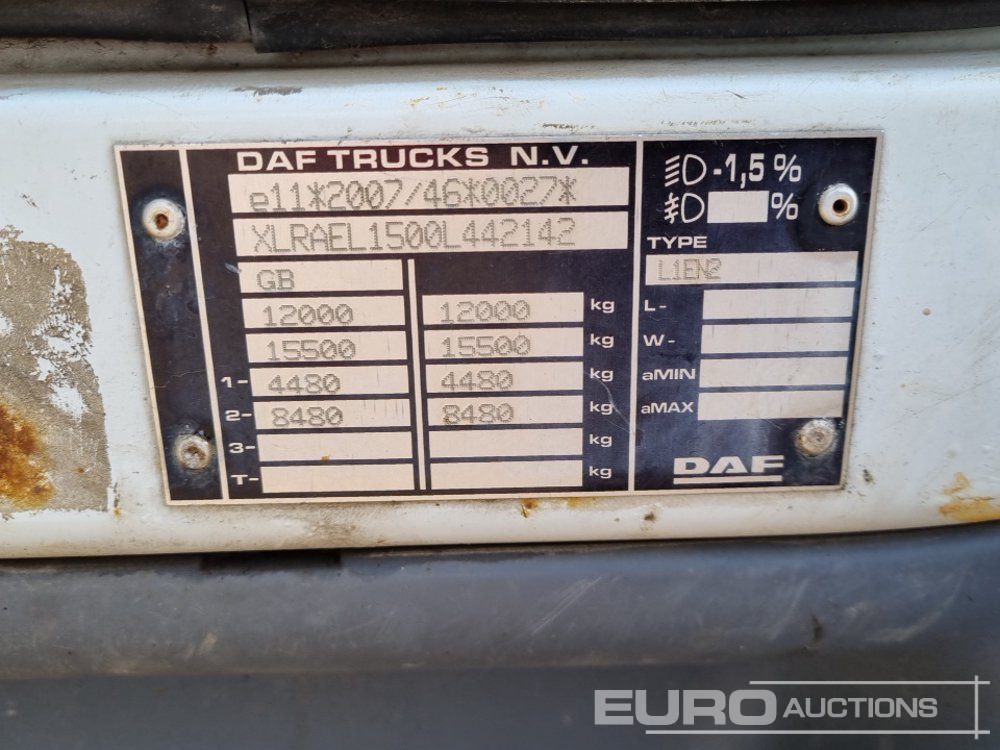 DAF TRUCKS N.V.
e11*2007/46*0027*
XLRAEL1500L442142
GB
12000 12000 kg
15500 15500 kg
1- 4480 4480 kg
2- 8480 8480 kg
3- kg
T- kg
-1,5 %
%
TYPE
L1EN2
L-
W-
aMIN
aMAX
DAF
EURO AUCTIONS